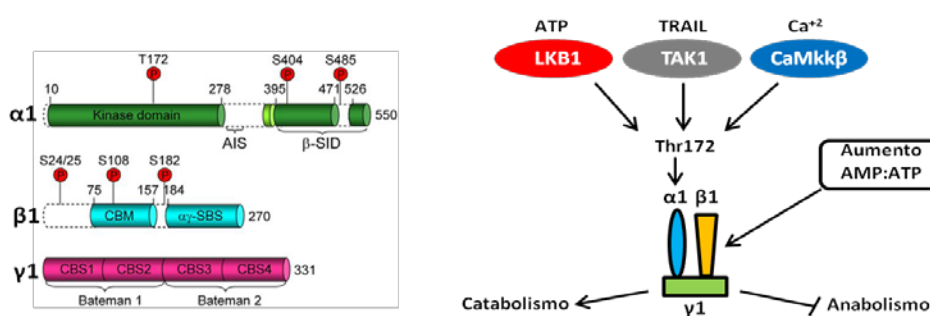 T172
S404
S485
P
P
P
10
278
395
471
526
α1
Kinase domain
550
AIS
β-SID
S24/25
S108
S182
P
P
P
75
157
184
β1
CBM
αγ-SBS
270
γ1
CBS1
CBS2
CBS3
CBS4
331
Bateman 1
Bateman 2
ATP
TRAIL
Ca+2
LKB1
TAK1
CaMkkβ
Thr172
Aumento
AMP:ATP
α1
β1
Catabolismo
γ1
Anabolismo